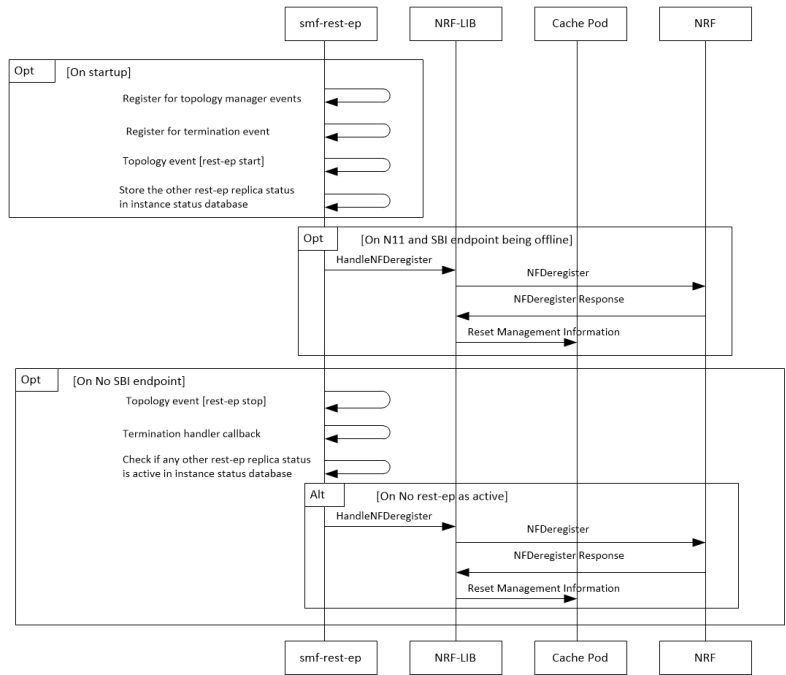 smf-rest-ep
NRF-LIB
Cache Pod
NRF
Opt
[On startup]
Register for topology manager events
Register for termination event
Topology event [rest-ep start]
Store the other rest-ep replica status
in instance status database
Opt
[On N11 and SBI endpoint being offline]
HandleNFDeregister
NFDeregister
NFDeregister Response
Reset Management Information
Opt
[On No SBI endpoint]
Topology event [rest-ep stop]
Termination handler callback
Check if any other rest-ep replica status
is active in instance status database
Alt
[On No rest-ep as active]
HandleNFDeregister
NFDeregister
NFDeregister Response
Reset Management Information
smf-rest-ep
NRF-LIB
Cache Pod
NRF